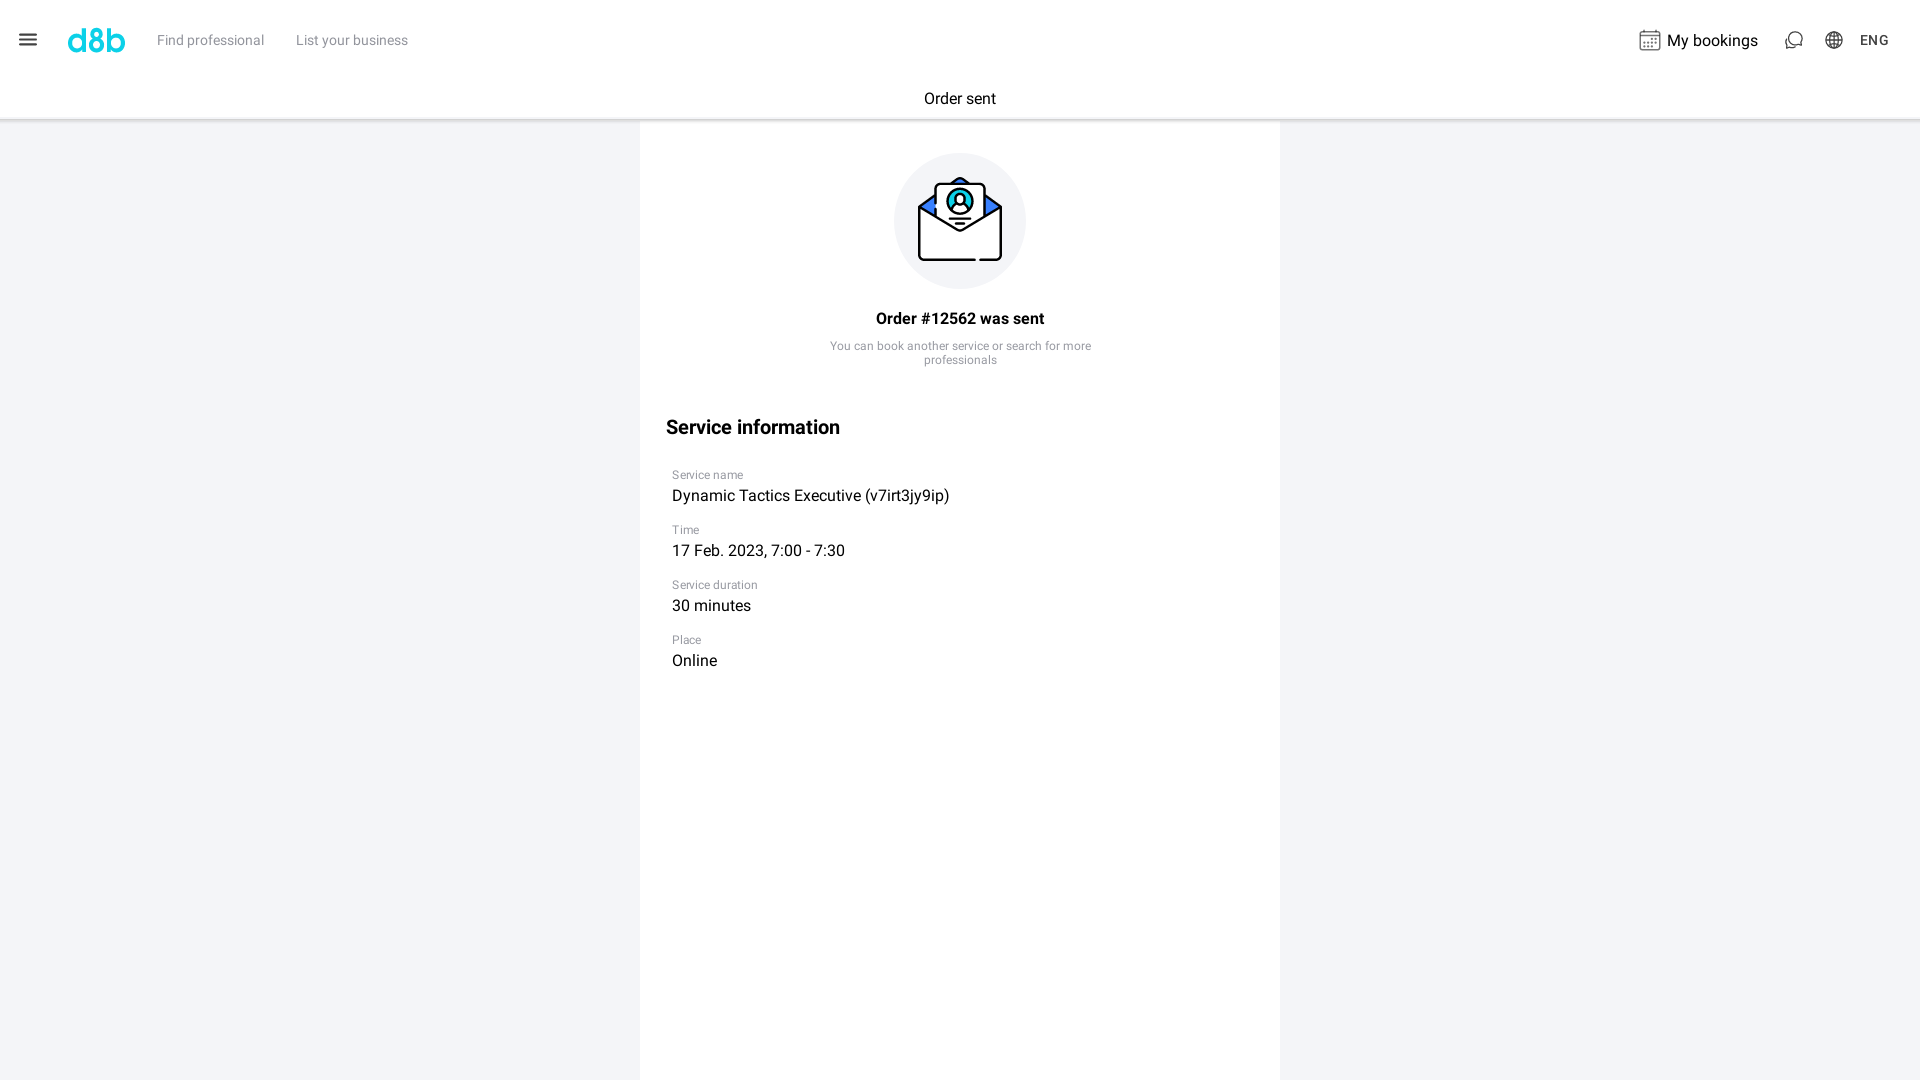 d8b
Find professional
List your business
My bookings
ENG
Order sent
Order #12562 was sent
You can book another service or search for more
professionals
Service information
Service name
Dynamic Tactics Executive (v7irt3jy9ip)
Time
17 Feb. 2023, 7:00 - 7:30
Service duration
30 minutes
Place
Online